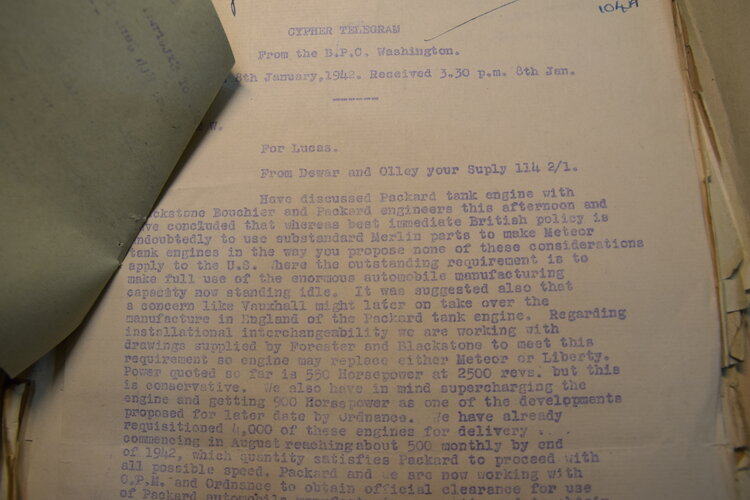 104A
CYPHER TELEGRAM
From the B.P.C. Washington.
8th January,1942. Received 3.30 p.m. 8th Jan.
-------
W.
For Lucas.
From Dewar and Olley your Suply 114 2/1.
Have discussed Packard tank engine with
ckstone Bouchier and Packard engineers this afternoon and
ve concluded that whereas best immediate British policy is
ndoubtedly to use substandard Merlin parts to make Meteor
tank engines in the way you propose none of these considerations
apply to the U.S. where the outstanding requirement is to
make full use of the enormous automobile manufacturing
capacity now standing idle. It was suggested also that
a concern like Vauxhall might later on take over the
manufacture in England of the Packard tank engine. Regarding
installational interchangeability we are working with
drawings supplied by Forester and Blackstone to meet this
requirement so engine may replace either Meteor or Liberty.
Power quoted so far is 550 Horsepower at 2500 revs. but this
is conservative. We also have in mind supercharging the
engine and getting 900 Horsepower as one of the developments
proposed for later date by Ordnance. We have already
requisitioned 4,000 of these engines for delivery
commencing in August reaching about 500 monthly by end
of 1942, which quantity satisfies Packard to proceed with
all possible speed. Packard and we are now working with
O.P.M. and Ordnance to obtain official clearance for use
of Packard automobile